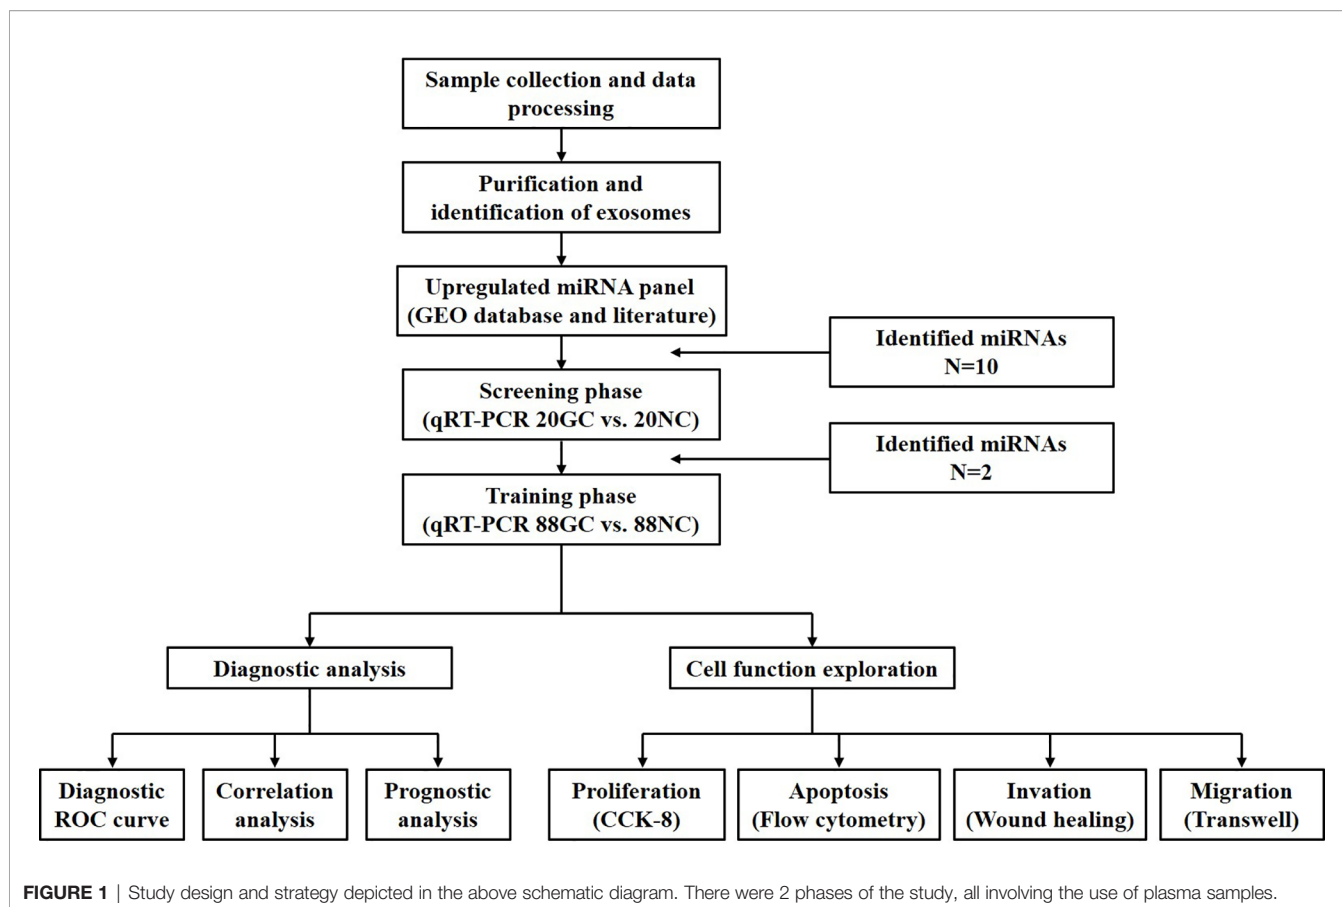 Sample collection and data
processing
Purification and
identification of exosomes
Upregulated miRNA panel
(GEO database and literature)
Identified miRNAs
N=10
Screening phase
(qRT-PCR 20GC vs. 20NC)
Identified miRNAs
N=2
Training phase
(qRT-PCR 88GC vs. 88NC)
Diagnostic analysis
Cell function exploration
Diagnostic
ROC curve
Correlation
analysis
Prognostic
analysis
Proliferation
(CCK-8)
Apoptosis
(Flow cytometry)
Invation
(Wound healing)
Migration
(Transwell)
FIGURE 1 | Study design and strategy depicted in the above schematic diagram. There were 2 phases of the study, all involving the use of plasma samples.